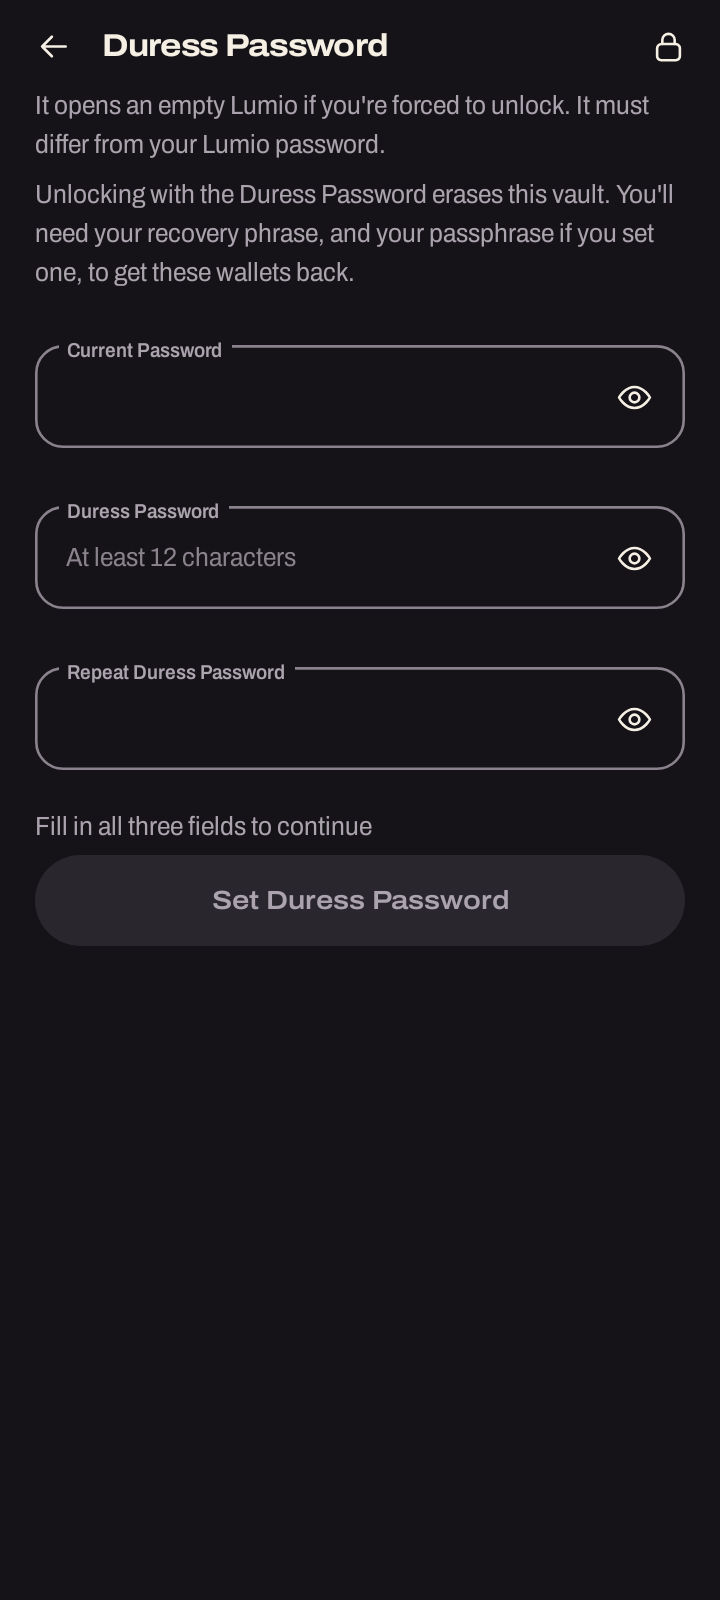 Duress Password
It opens an empty Lumio if you're forced to unlock. It must
differ from your Lumio password.
Unlocking with the Duress Password erases this vault. You'll
need your recovery phrase, and your passphrase if you set
one, to get these wallets back.
Current Password
Duress Password
At least 12 characters
Repeat Duress Password
Fill in all three fields to continue
Set Duress Password